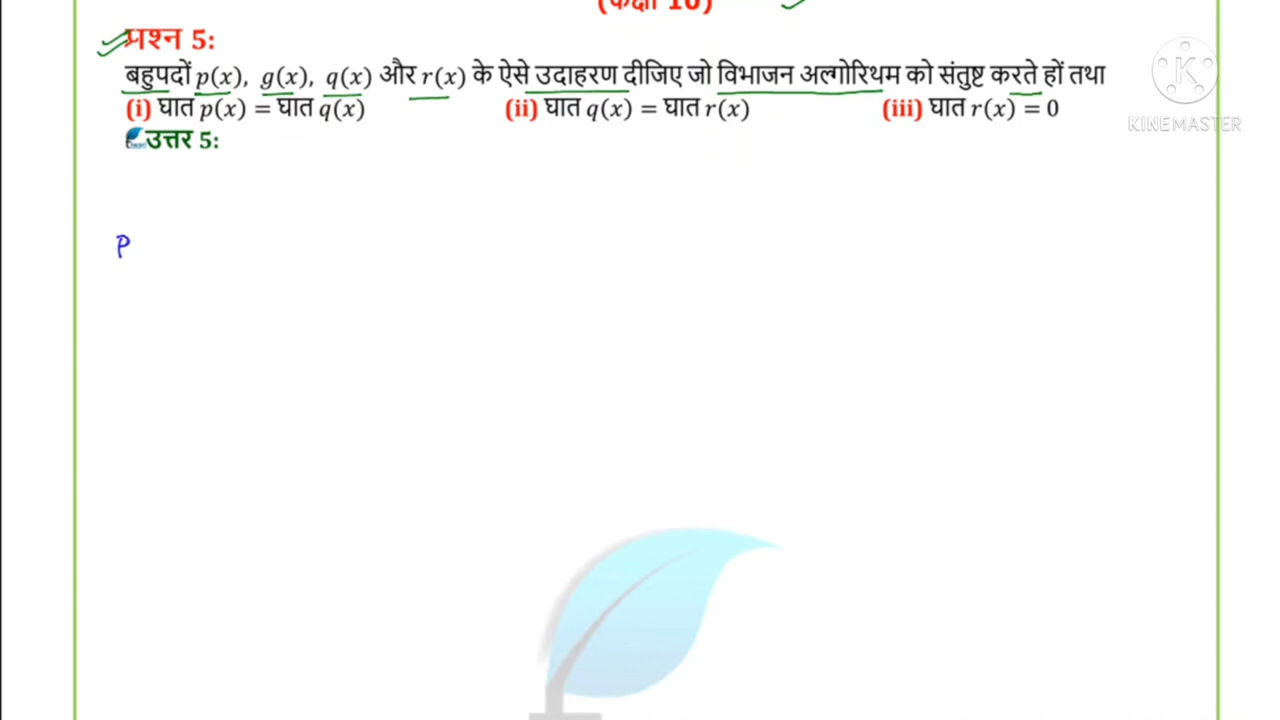 (कक्षा 10)
प्रश्न 5:
बहुपदों p(x), g(x), q(x) और r(x) के ऐसे उदाहरण दीजिए जो विभाजन अल्गोरिथम को संतुष्ट करते हों तथा
(i) घात p(x) = घात q(x) (ii) घात q(x) = घात r(x) (iii) घात r(x) = 0
उत्तर 5:
K
KINEMASTER
P